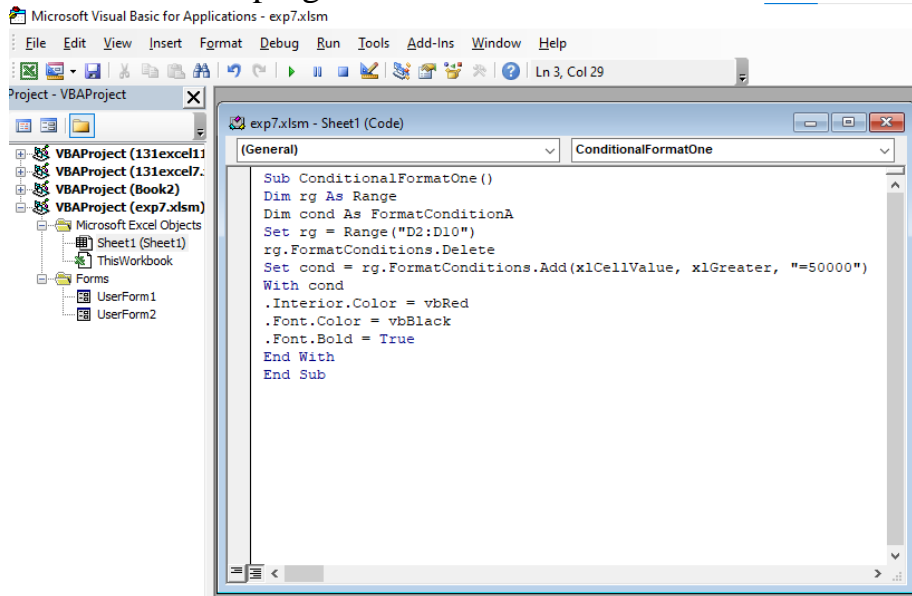 Microsoft Visual Basic for Applications - exp7.xlsm
File Edit View Insert Format Debug Run Tools Add-Ins Window Help
Ln 3, Col 29
Project - VBAProject
VBAProject (131excel11
VBAProject (131excel7.
VBAProject (Book2)
VBAProject (exp7.xlsm)
Microsoft Excel Objects
Sheet1 (Sheet1)
ThisWorkbook
Forms
UserForm1
UserForm2
exp7.xlsm - Sheet1 (Code)
(General) ConditionalFormatOne
Sub ConditionalFormatOne()
Dim rg As Range
Dim cond As FormatConditionA
Set rg = Range("D2:D10")
rg.FormatConditions.Delete
Set cond = rg.FormatConditions.Add(xlCellValue, xlGreater, "=50000")
With cond
.Interior.Color = vbRed
.Font.Color = vbBlack
.Font.Bold = True
End With
End Sub